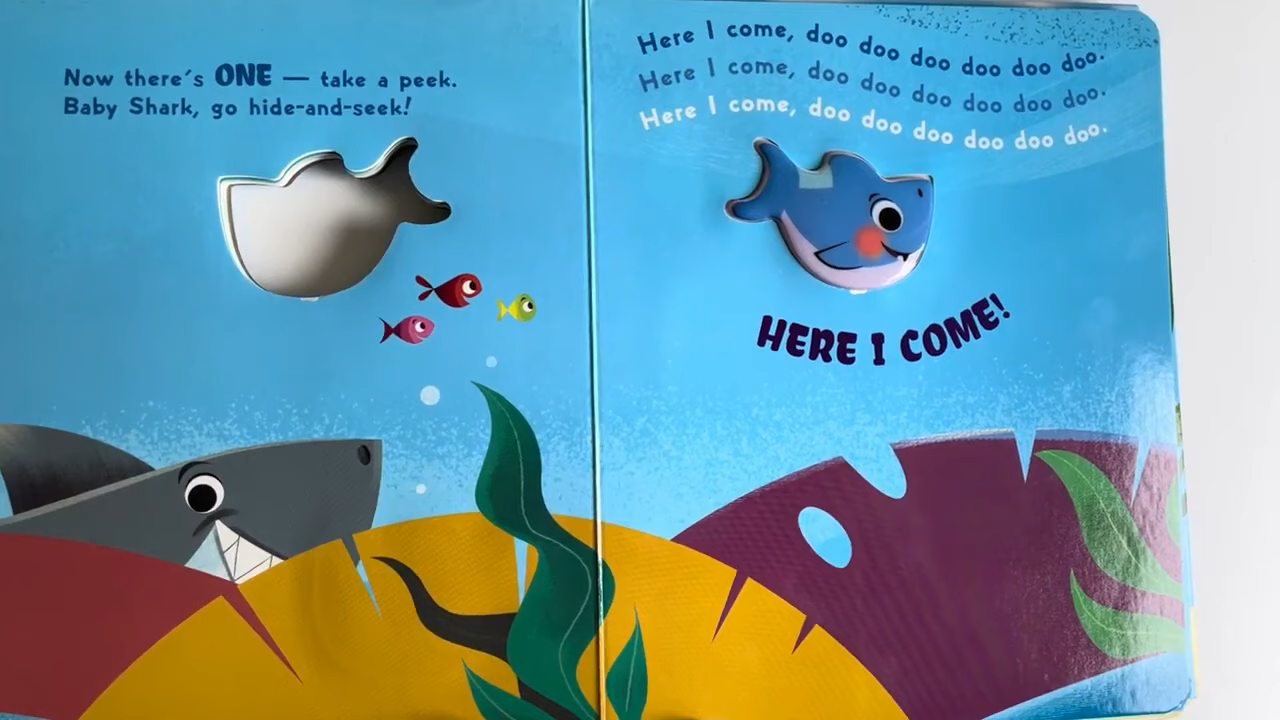 Now there's ONE — take a peek.
Baby Shark, go hide-and-seek!
Here I come, doo doo doo doo doo doo.
Here I come, doo doo doo doo doo doo.
Here I come, doo doo doo doo doo doo.
HERE I COME!